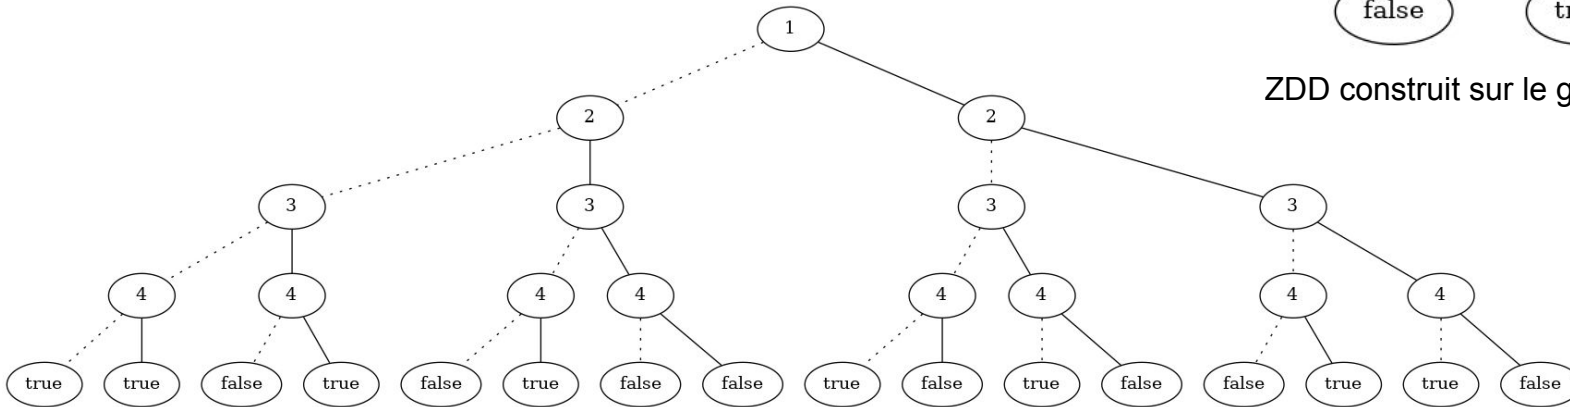 false
1
ZDD construit sur le
2 2
3 3 3 3
4 4 4 4 4 4 4 4
true true false true false true false false true false true false false true true false